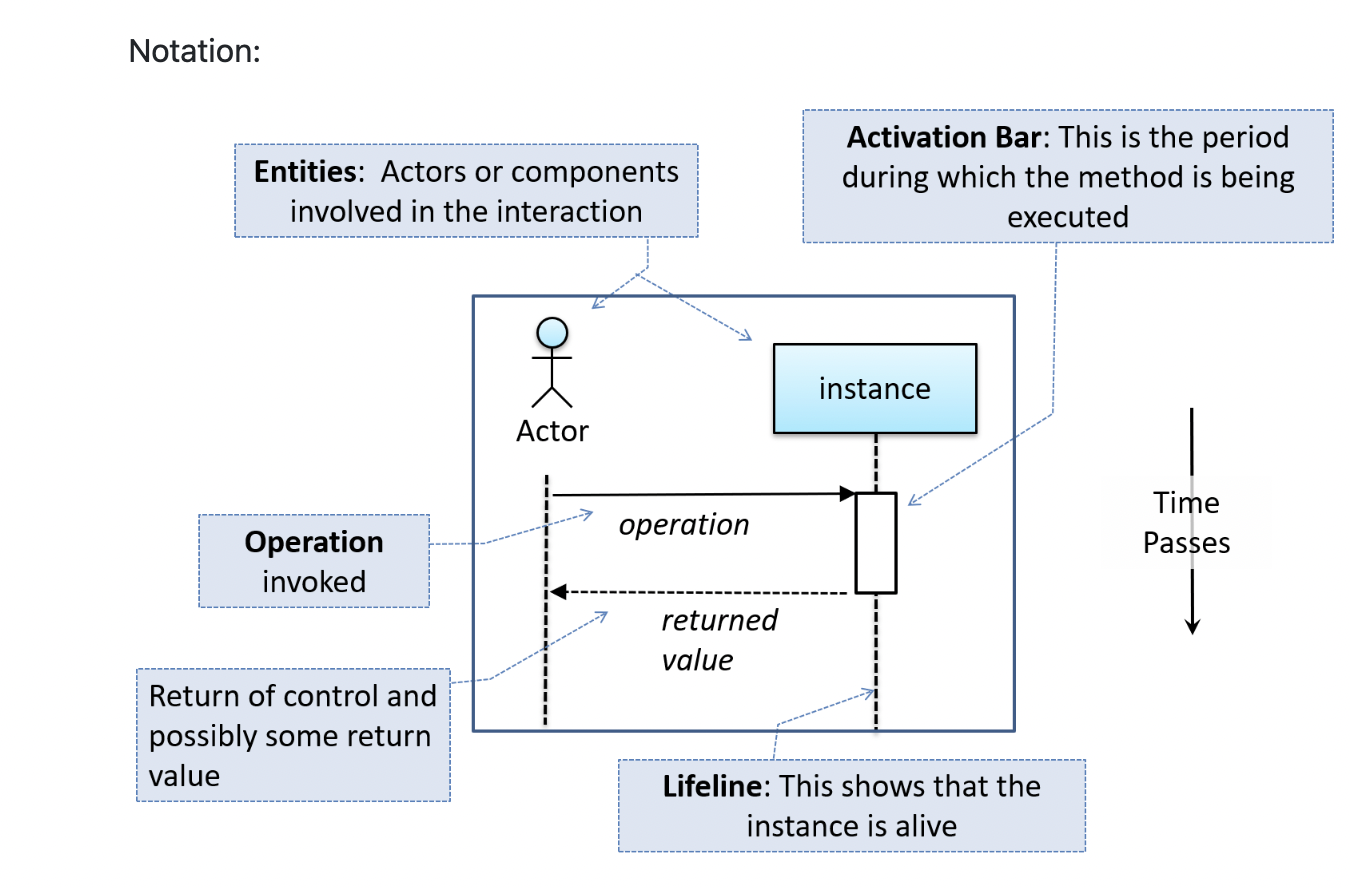 Notation:
Entities:  Actors or components
involved in the interaction
Activation Bar: This is the period
during which the method is being
executed
instance
Actor
Time
Passes
operation
Operation
invoked
returned
value
Return of control and
possibly some return
value
Lifeline: This shows that the
instance is alive